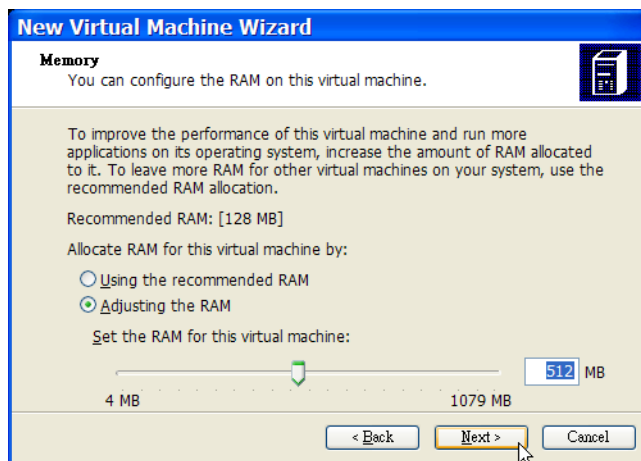 New Virtual Machine Wizard
Memory
You can configure the RAM on this virtual machine.
To improve the performance of this virtual machine and run more
applications on its operating system, increase the amount of RAM allocated
to it. To leave more RAM for other virtual machines on your system, use the
recommended RAM allocation.
Recommended RAM: [128 MB]
Allocate RAM for this virtual machine by:
Using the recommended RAM
Adjusting the RAM
Set the RAM for this virtual machine:
512 MB
4 MB 1079 MB
< Back Next > Cancel